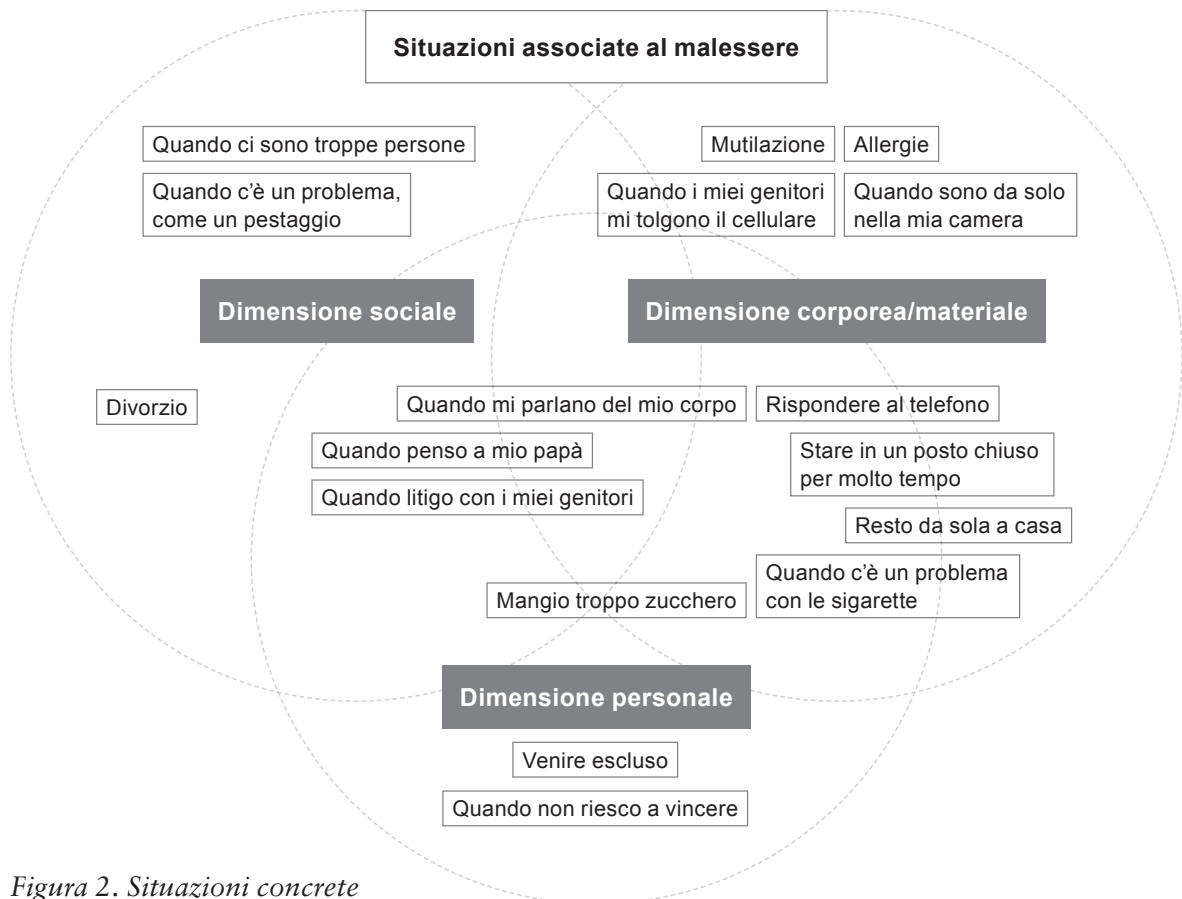 Situazioni associate al malessere
Quando ci sono troppe persone
Mutilazione
Allergie
Quando c'è un problema,
come un pestaggio
Quando i miei genitori
mi tolgono il cellulare
Quando sono da solo
nella mia camera
Dimensione sociale
Dimensione corporea/materiale
Divorzio
Quando mi parlano del mio corpo
Rispondere al telefono
Quando penso a mio papà
Stare in un posto chiuso
per molto tempo
Quando litigo con i miei genitori
Resto da sola a casa
Mangio troppo zucchero
Quando c'è un problema
con le sigarette
Dimensione personale
Venire escluso
Quando non riesco a vincere
Figura 2. Situazioni concrete